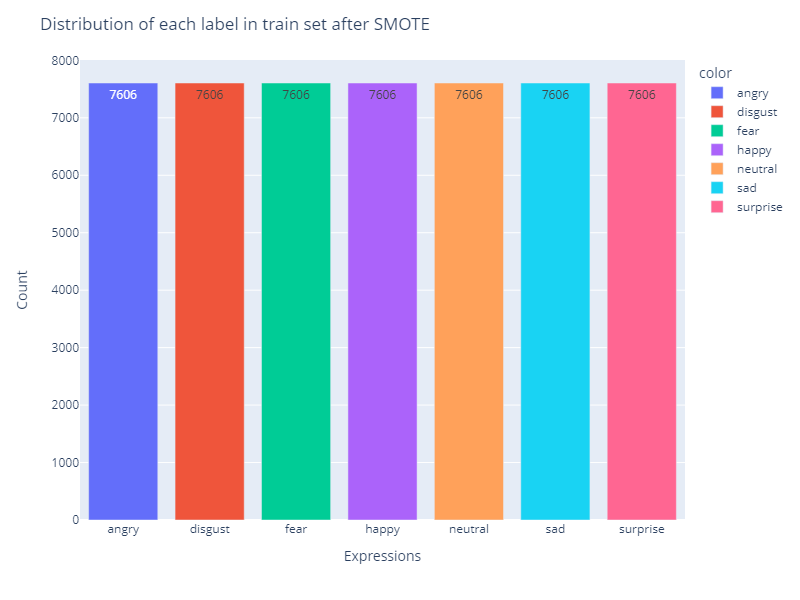 Distribution of each label in train set after SMOTE
Count
8000
7000
6000
5000
4000
3000
2000
1000
0
7606 7606 7606 7606 7606 7606 7606
angry disgust fear happy neutral sad surprise
Expressions
color
angry
disgust
fear
happy
neutral
sad
surprise